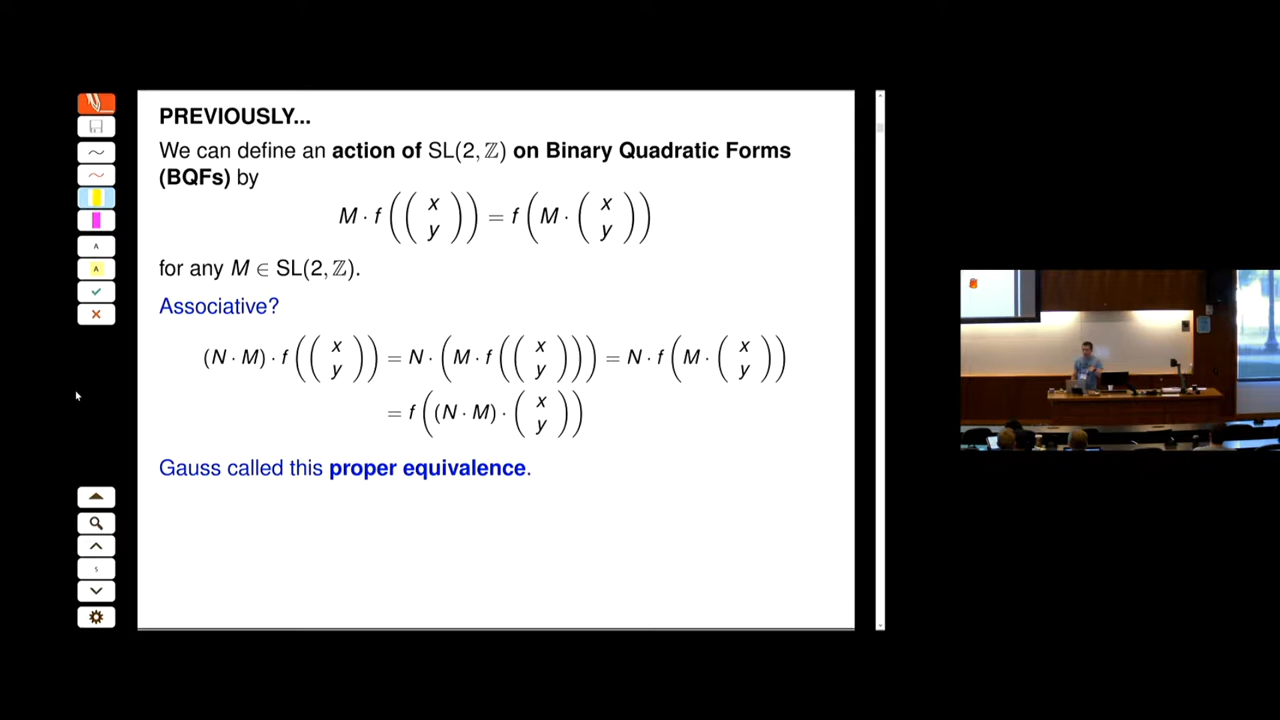 PREVIOUSLY...
We can define an action of SL(2, ℤ) on Binary Quadratic Forms
(BQFs) by
M · f ( ( x y ) ) = f ( M · ( x y ) )
for any M ∈ SL(2, ℤ).
Associative?
(N · M) · f ( ( x y ) ) = N · ( M · f ( ( x y ) ) ) = N · f ( M · ( x y ) )
= f ( (N · M) · ( x y ) )
Gauss called this proper equivalence.
A
A
5